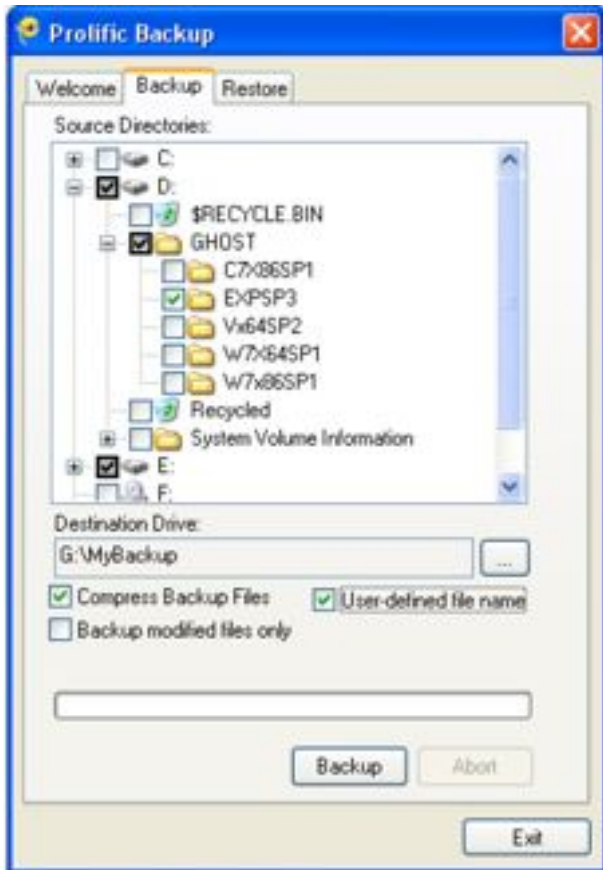 Prolific Backup
Welcome Backup Restore
Source Directories:
C:
D:
$RECYCLE.BIN
GHOST
C7X86SP1
EXPSP3
Vx64SP2
W7X64SP1
W7x86SP1
Recycled
System Volume Information
E:
F:
Destination Drive:
G:\MyBackup
...
Compress Backup Files User-defined file name
Backup modified files only
Backup Abort
Exit